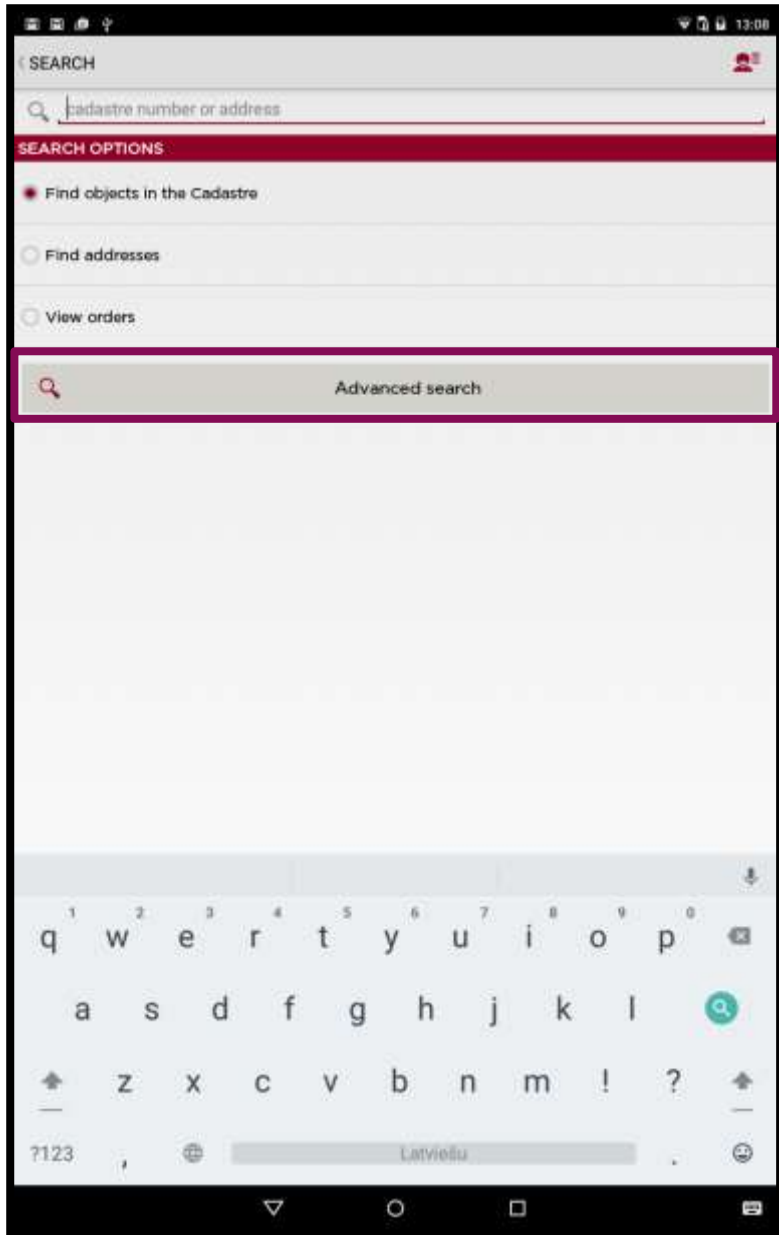 13:08
SEARCH
cadastre number or address
SEARCH OPTIONS
Find objects in the Cadastre
Find addresses
View orders
Advanced search
1 2 3 4 5 6 7 8 9 0
q w e r t y u i o p
a s d f g h j k l
z x c v b n m ! ?
?123 , Latviešu .